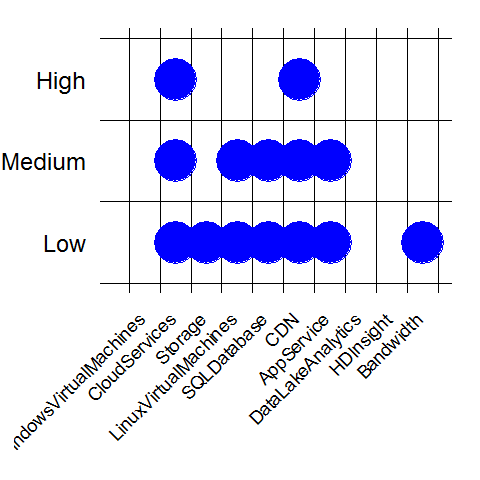 High
Medium
Low
ndowsVirtualMachines
CloudServices
Storage
LinuxVirtualMachines
SQLDatabase
CDN
AppService
DataLakeAnalytics
HDInsight
Bandwidth